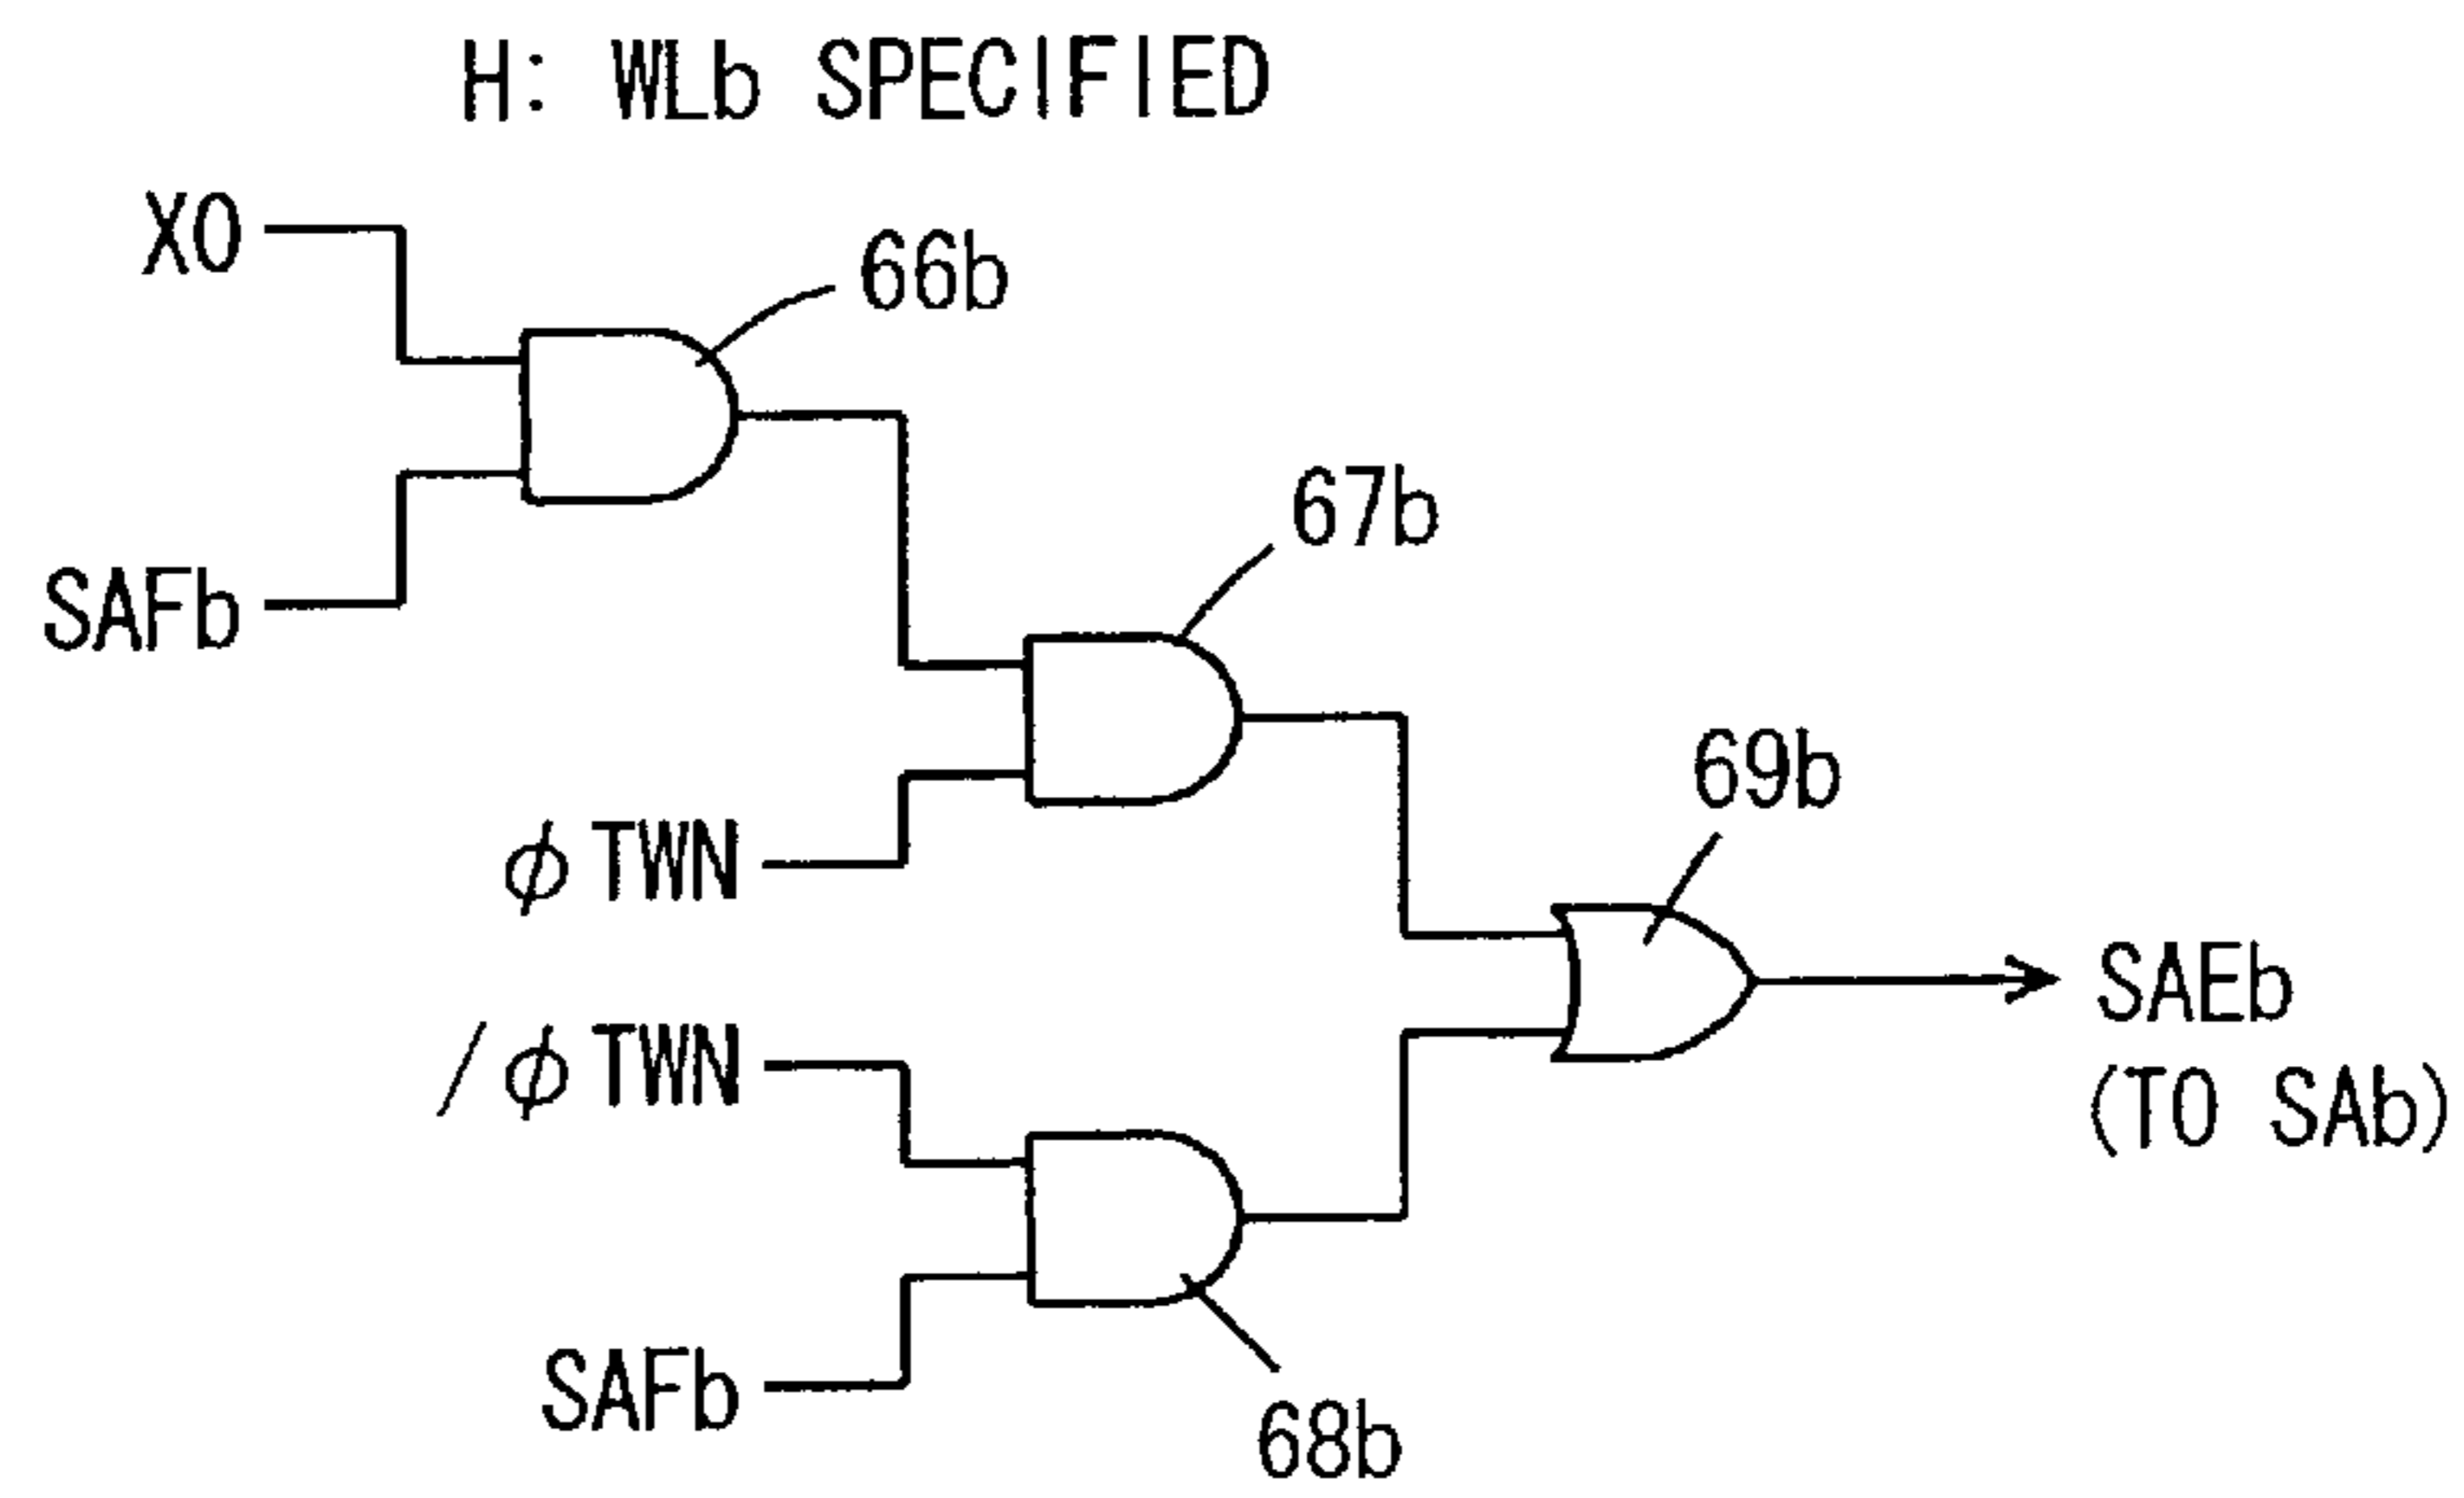 H: WLb SPECIFIED
X0
66b
SAFb
67b
φTWN
69b
SAEb
(TO SAb)
/φTWN
SAFb
68b